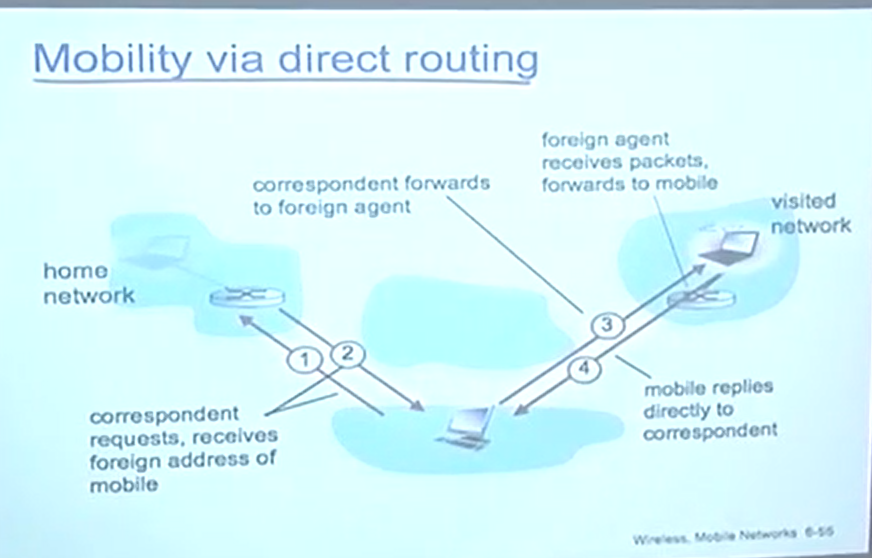 Mobility via direct routing
foreign agent
receives packets,
forwards to mobile
correspondent forwards
to foreign agent
visited
network
home
network
3
1
2
4
mobile replies
directly to
correspondent
correspondent
requests, receives
foreign address of
mobile
Wireless, Mobile Networks 6-55